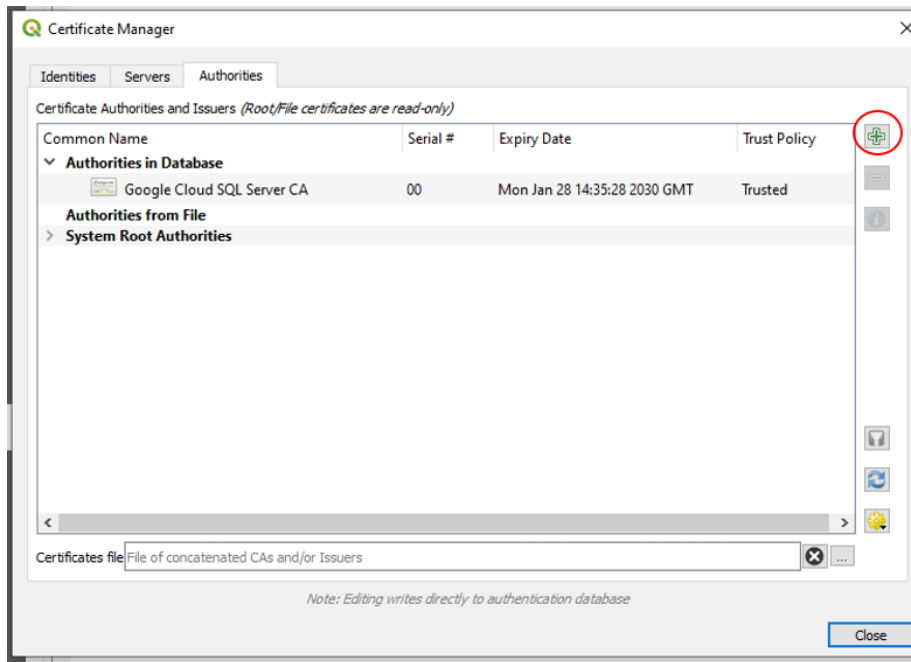 Certificate Manager
Identities Servers Authorities
Certificate Authorities and Issuers (Root/File certificates are read-only)
Common Name Serial # Expiry Date Trust Policy
Authorities in Database
Google Cloud SQL Server CA 00 Mon Jan 28 14:35:28 2030 GMT Trusted
Authorities from File
System Root Authorities
Certificates file File of concatenated CAs and/or Issuers ...
Note: Editing writes directly to authentication database
Close